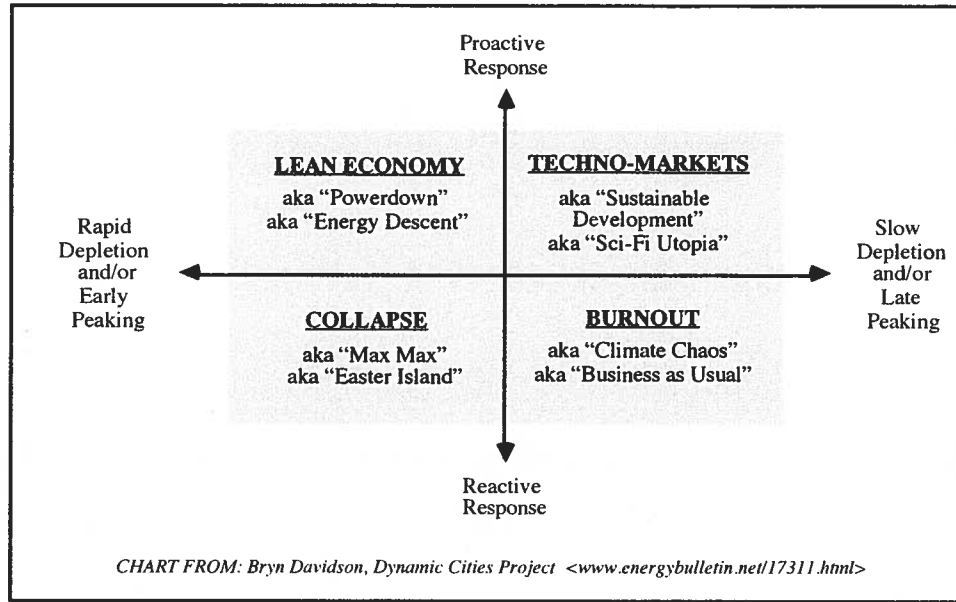 Proactive
Response
LEAN ECONOMY
aka “Powerdown”
aka “Energy Descent”
TECHNO-MARKETS
aka “Sustainable
Development”
aka “Sci-Fi Utopia”
Rapid
Depletion
and/or
Early
Peaking
Slow
Depletion
and/or
Late
Peaking
COLLAPSE
aka “Max Max”
aka “Easter Island”
BURNOUT
aka “Climate Chaos”
aka “Business as Usual”
Reactive
Response
CHART FROM: Bryn Davidson, Dynamic Cities Project <www.energybulletin.net/17311.html>